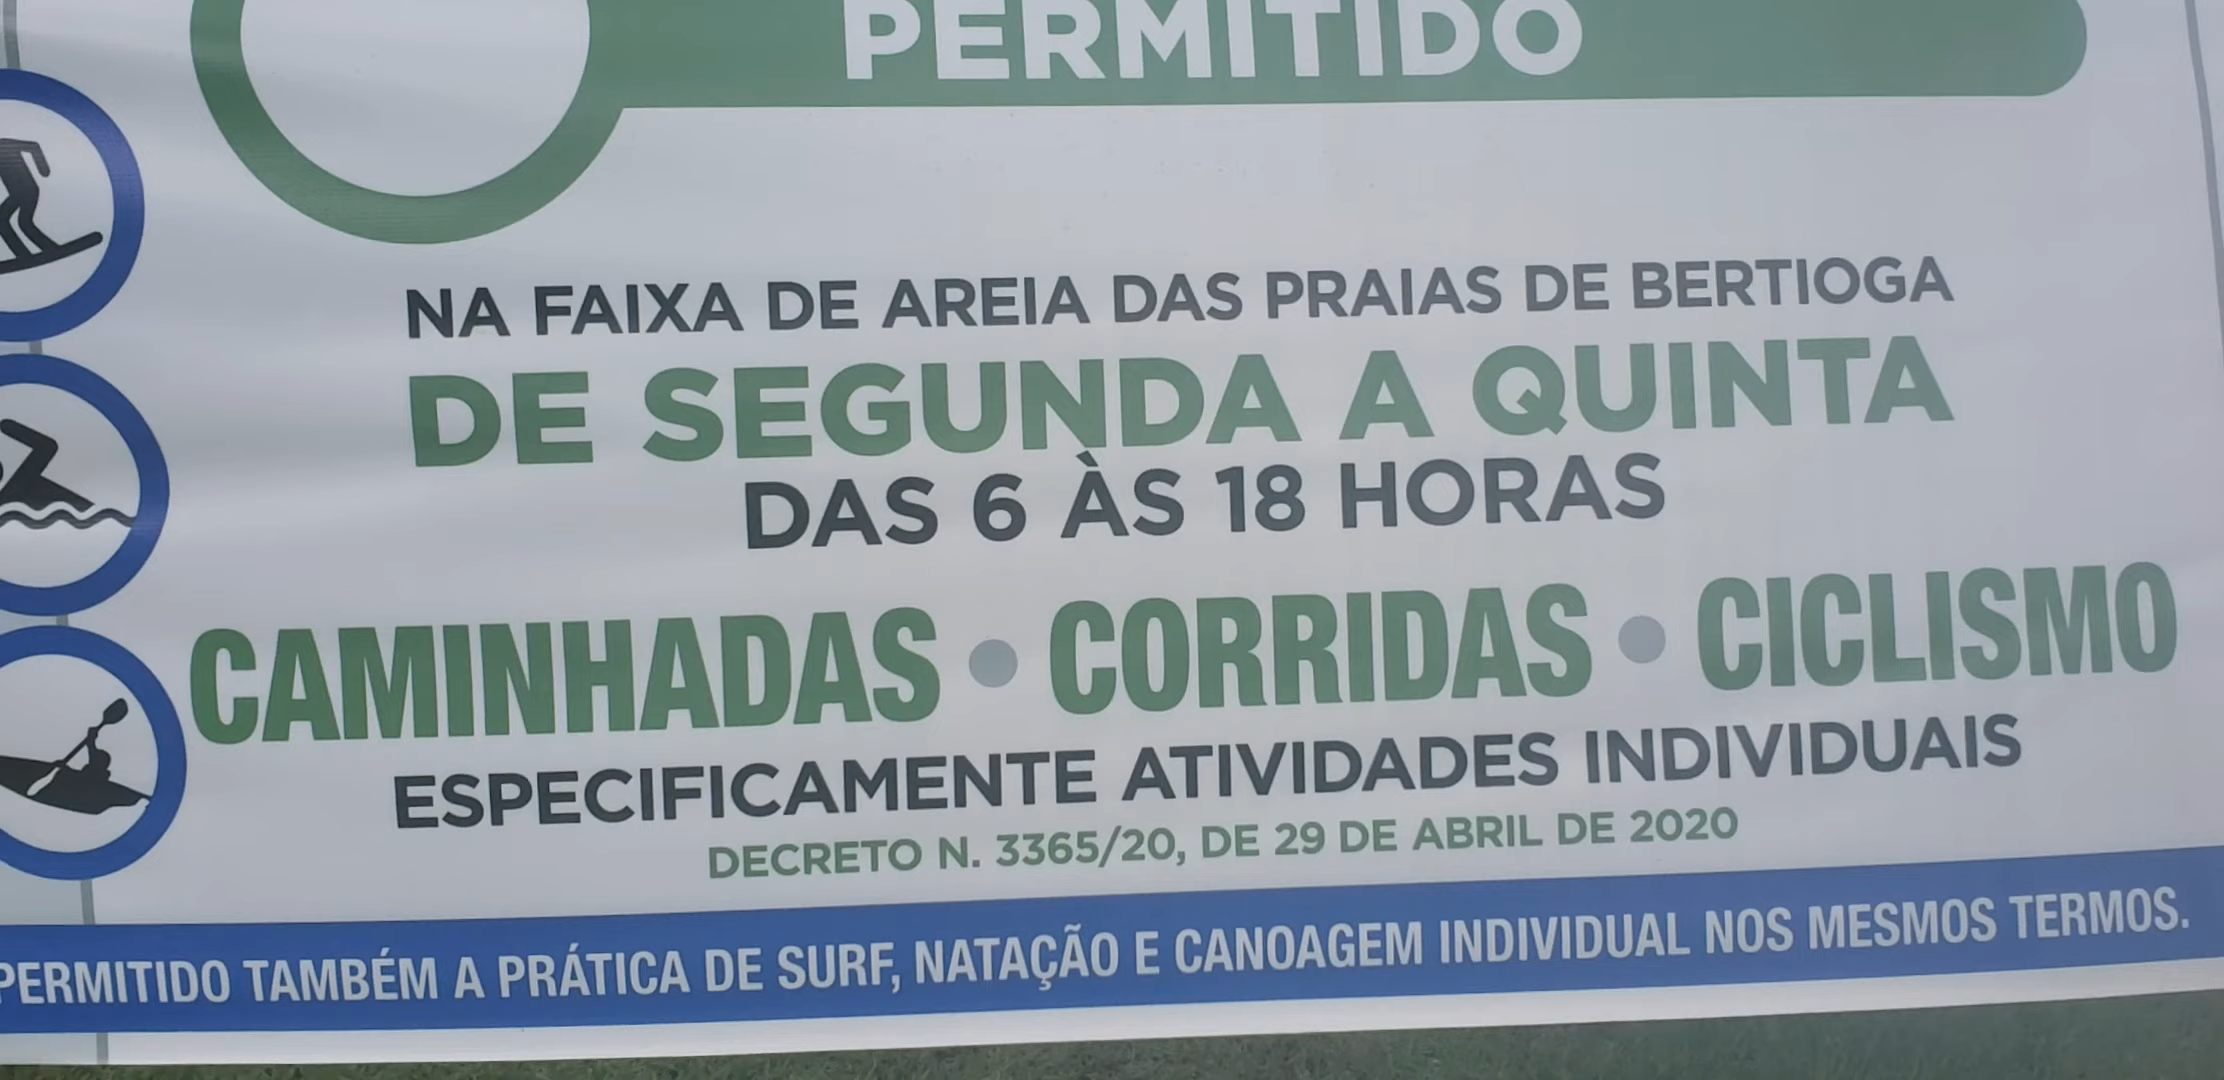 PERMITIDO
NA FAIXA DE AREIA DAS PRAIAS DE BERTIOGA
DE SEGUNDA A QUINTA
DAS 6 ÀS 18 HORAS
CAMINHADAS • CORRIDAS • CICLISMO
ESPECIFICAMENTE ATIVIDADES INDIVIDUAIS
DECRETO N. 3365/20, DE 29 DE ABRIL DE 2020
PERMITIDO TAMBÉM A PRÁTICA DE SURF, NATAÇÃO E CANOAGEM INDIVIDUAL NOS MESMOS TERMOS.